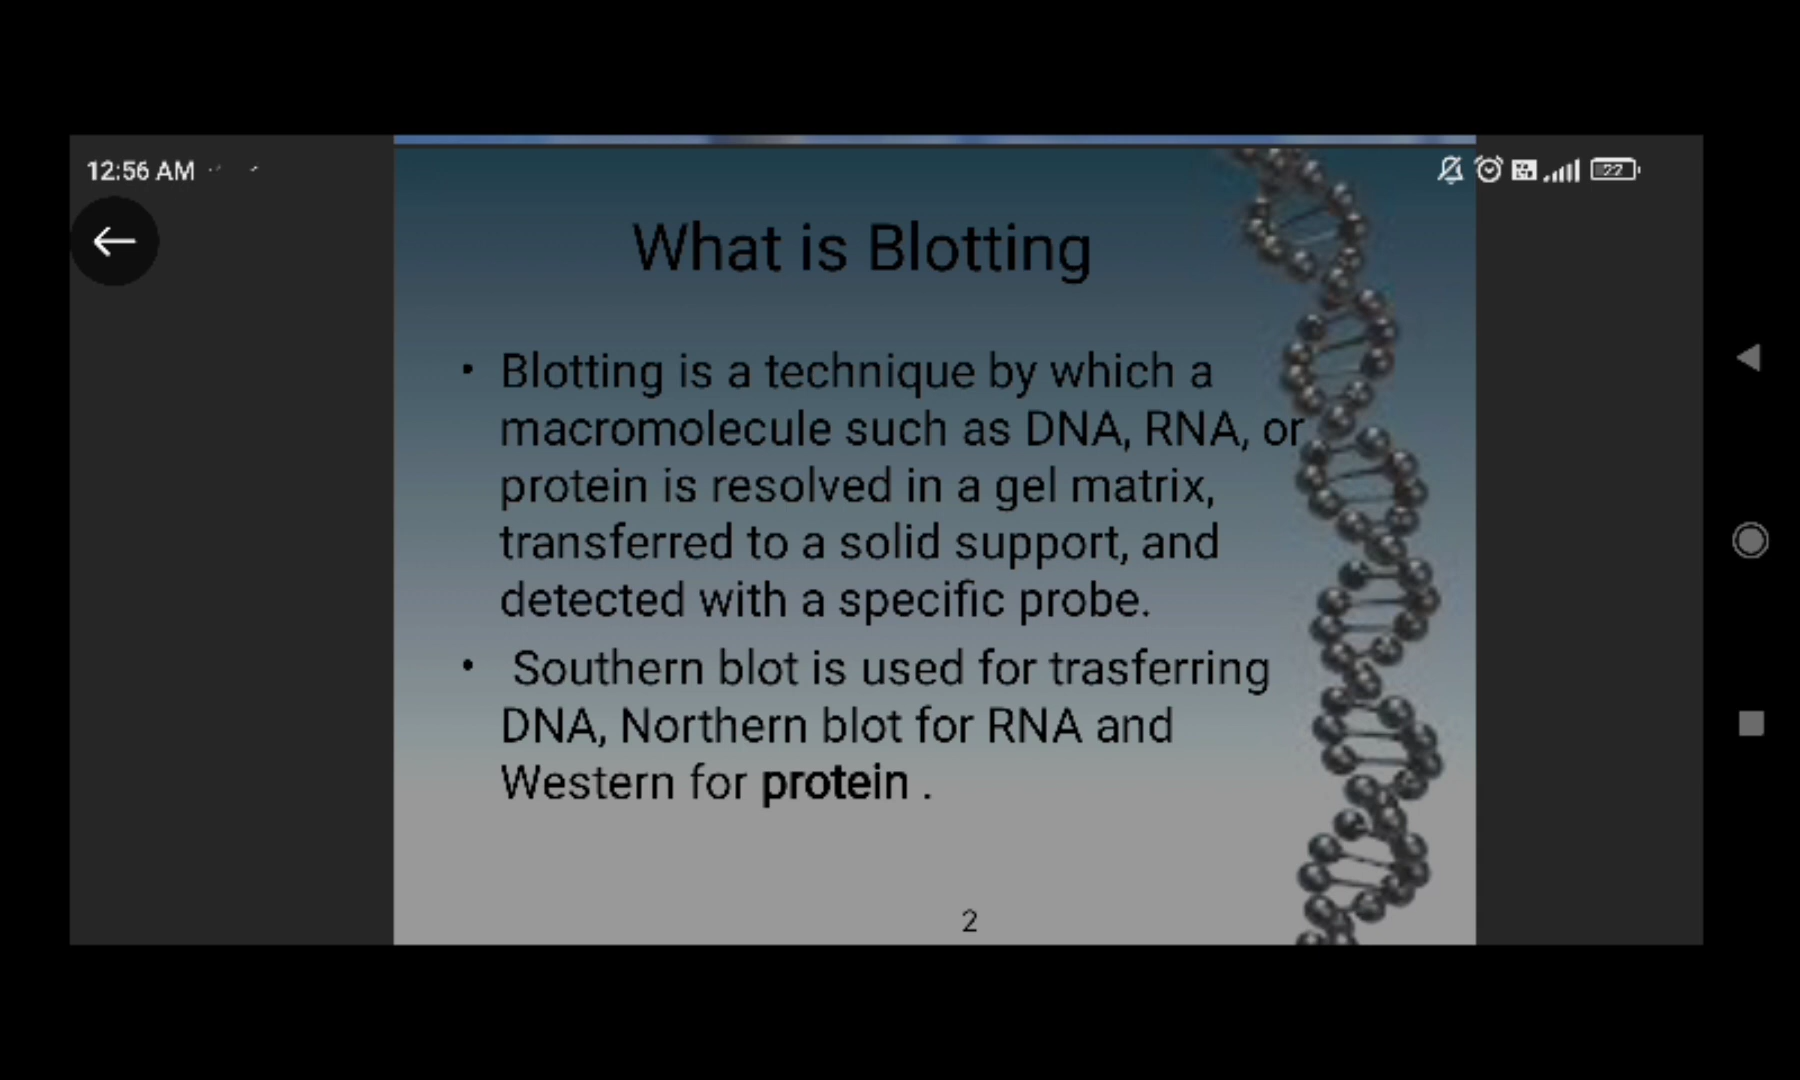 12:56 AM
22
What is Blotting
• Blotting is a technique by which a
macromolecule such as DNA, RNA, or
protein is resolved in a gel matrix,
transferred to a solid support, and
detected with a specific probe.
• Southern blot is used for trasferring
DNA, Northern blot for RNA and
Western for protein .
2